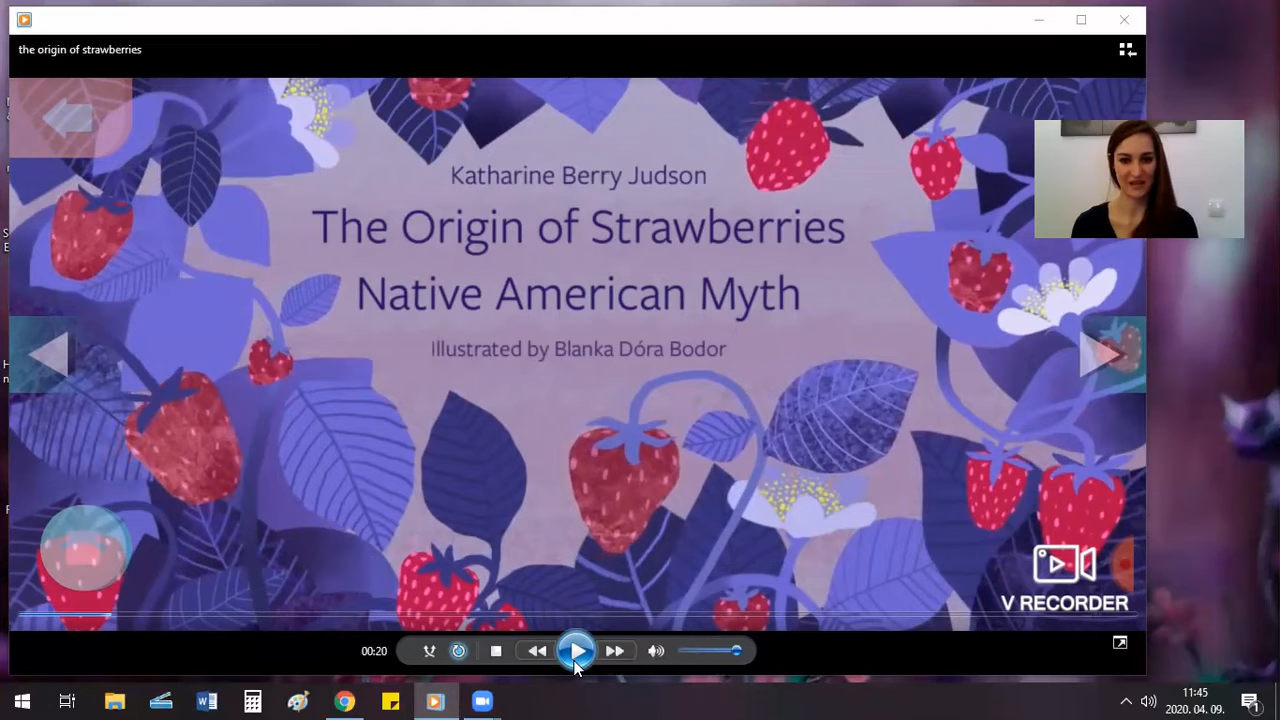 the origin of strawberries
Katharine Berry Judson
The Origin of Strawberries
Native American Myth
Illustrated by Blanka Dóra Bodor
V RECORDER
00:20
11:45
2020. 04. 09.